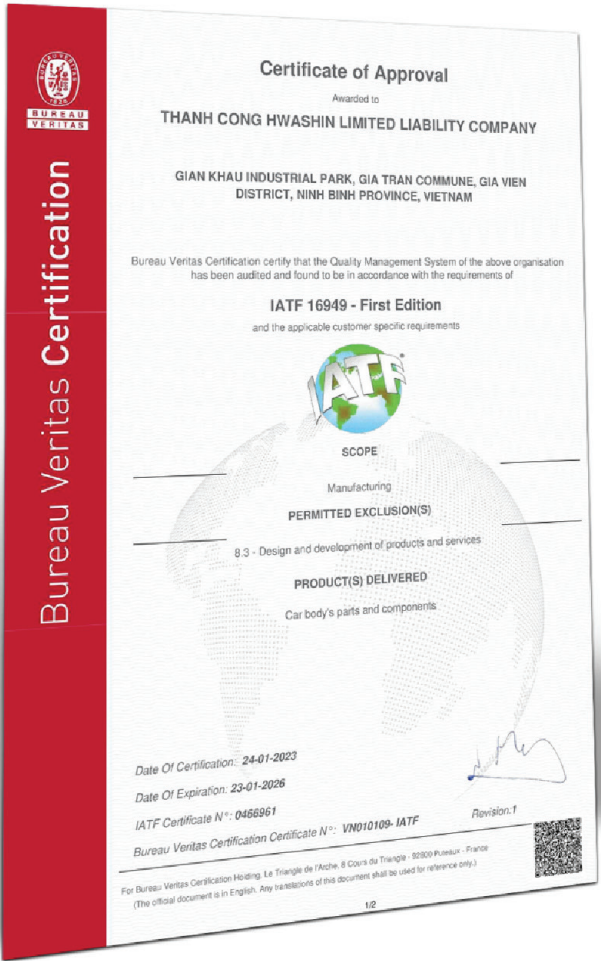 BUREAU VERITAS
1828
BUREAU
VERITAS
Bureau Veritas Certification
Certificate of Approval
Awarded to
THANH CONG HWASHIN LIMITED LIABILITY COMPANY
GIAN KHAU INDUSTRIAL PARK, GIA TRAN COMMUNE, GIA VIEN
DISTRICT, NINH BINH PROVINCE, VIETNAM
Bureau Veritas Certification certify that the Quality Management System of the above organisation
has been audited and found to be in accordance with the requirements of
IATF 16949 - First Edition
and the applicable customer specific requirements
IATF
SCOPE
Manufacturing
PERMITTED EXCLUSION(S)
8.3 - Design and development of products and services
PRODUCT(S) DELIVERED
Car body's parts and components
Date Of Certification: 24-01-2023
Date Of Expiration: 23-01-2026
IATF Certificate N°: 0466961
Bureau Veritas Certification Certificate N°: VN010109- IATF
Revision:1
For Bureau Veritas Certification Holding, Le Triangle de l'Arche, 8 Cours du Triangle - 92800 Puteaux - France
(The official document is in English. Any translations of this document shall be used for reference only.)
1/2